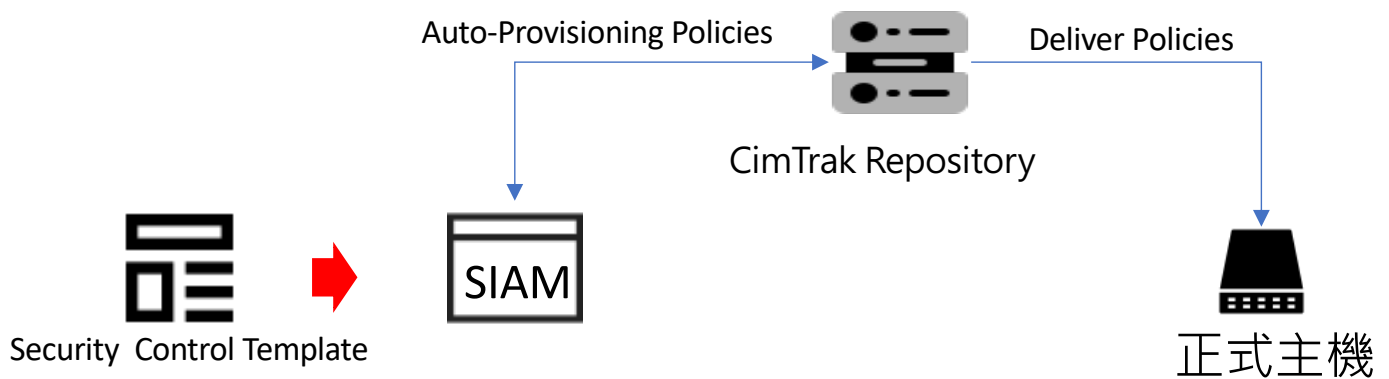 Auto-Provisioning Policies
Deliver Policies
CimTrak Repository
SIAM
Security Control Template
正式主機